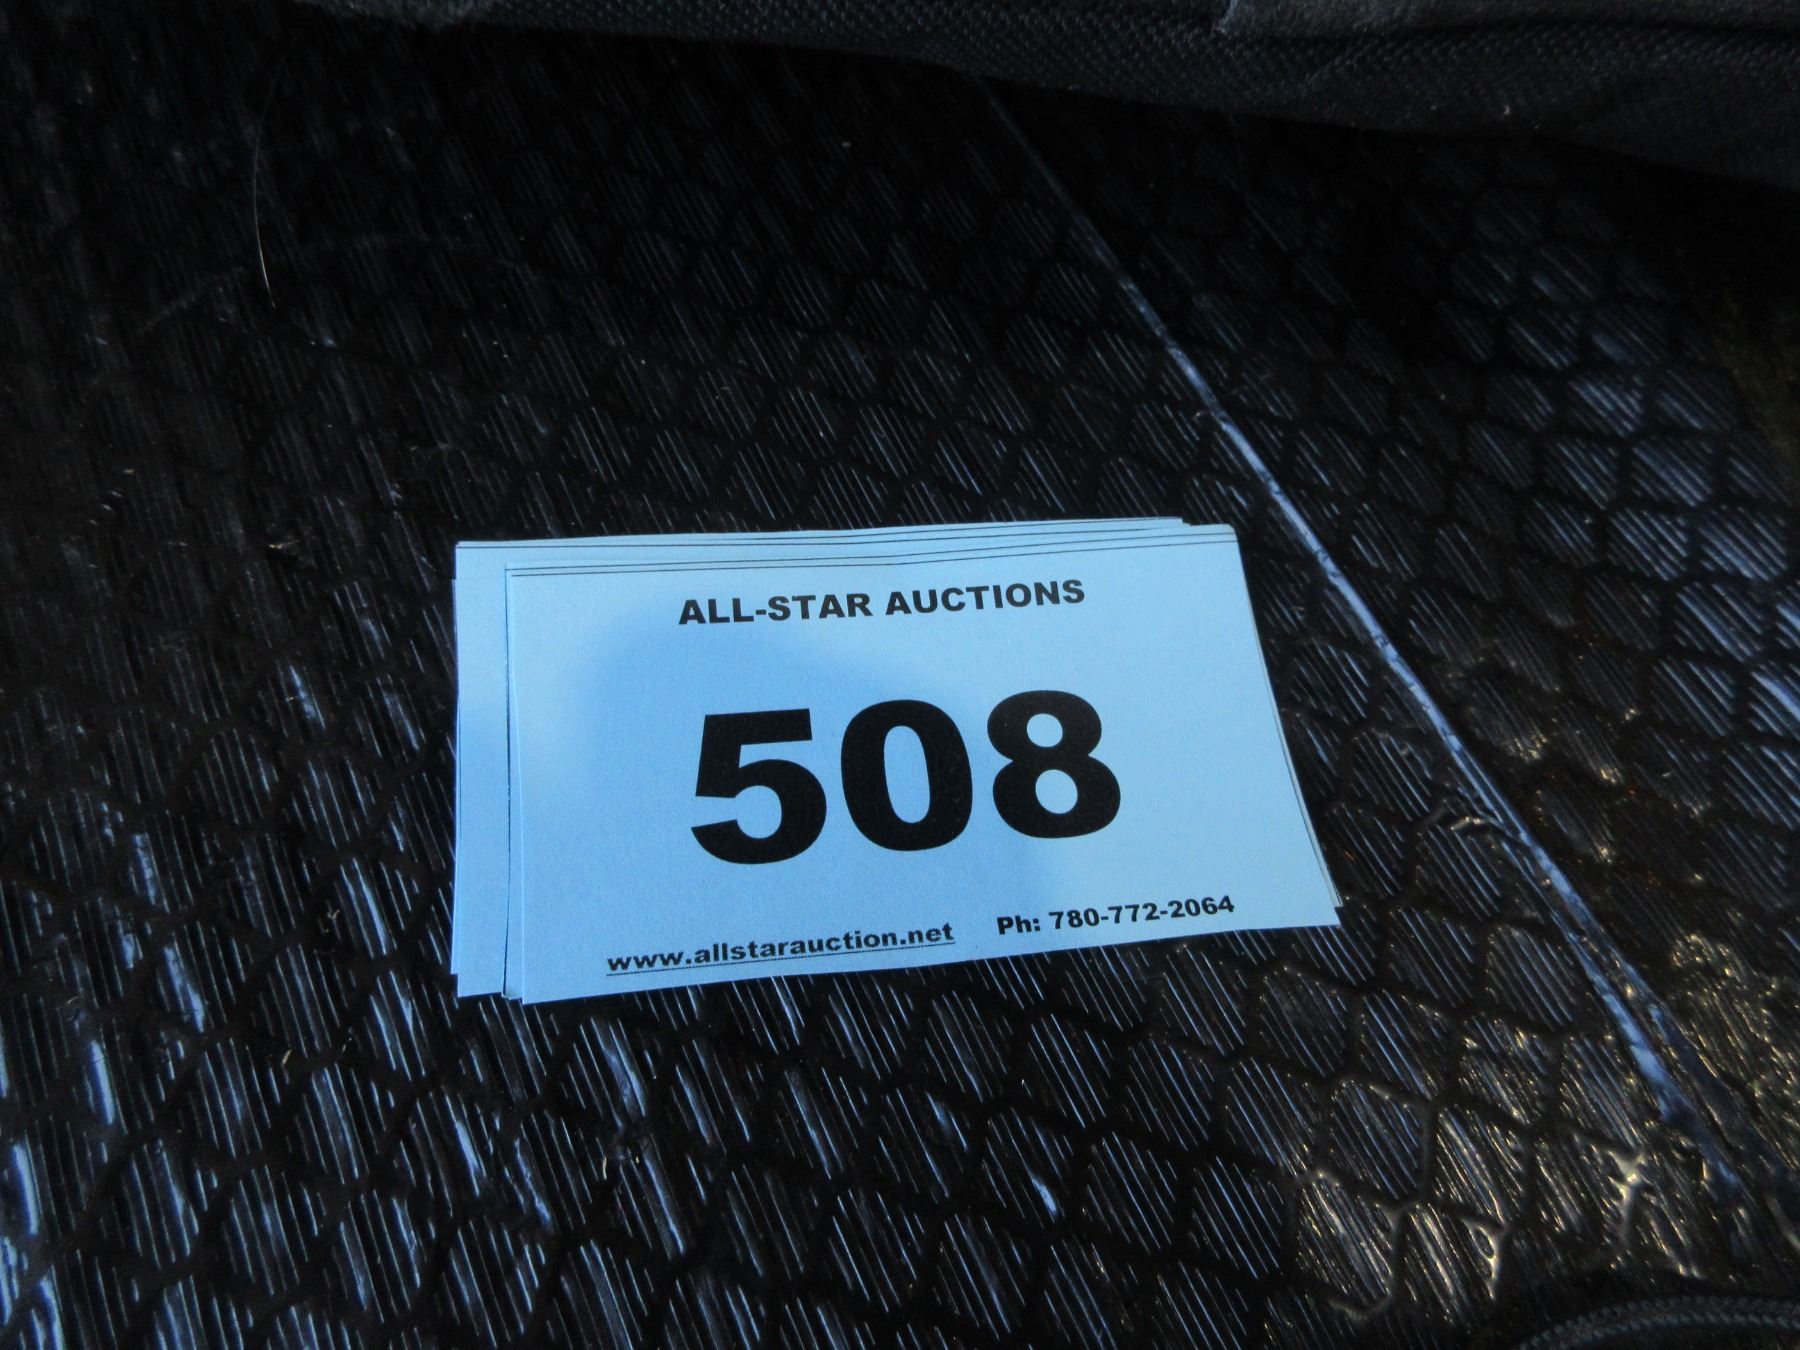 ALL-STAR AUCTIONS
508
www.allstarauction.net Ph: 780-772-2064